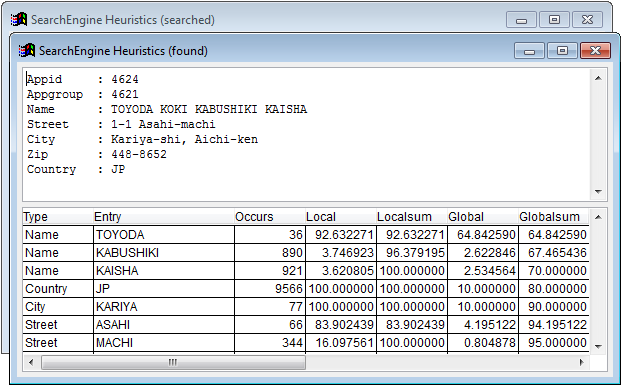 SearchEngine Heuristics (searched)
SearchEngine Heuristics (found)
Appid : 4624
Appgroup : 4621
Name : TOYODA KOKI KABUSHIKI KAISHA
Street : 1-1 Asahi-machi
City : Kariya-shi, Aichi-ken
Zip : 448-8652
Country : JP
Type Entry Occurs Local Localsum Global Globalsum
Name TOYODA 36 92.632271 92.632271 64.842590 64.842590
Name KABUSHIKI 890 3.746923 96.379195 2.622846 67.465436
Name KAISHA 921 3.620805 100.000000 2.534564 70.000000
Country JP 9566 100.000000 100.000000 10.000000 80.000000
City KARIYA 77 100.000000 100.000000 10.000000 90.000000
Street ASAHI 66 83.902439 83.902439 4.195122 94.195122
Street MACHI 344 16.097561 100.000000 0.804878 95.000000